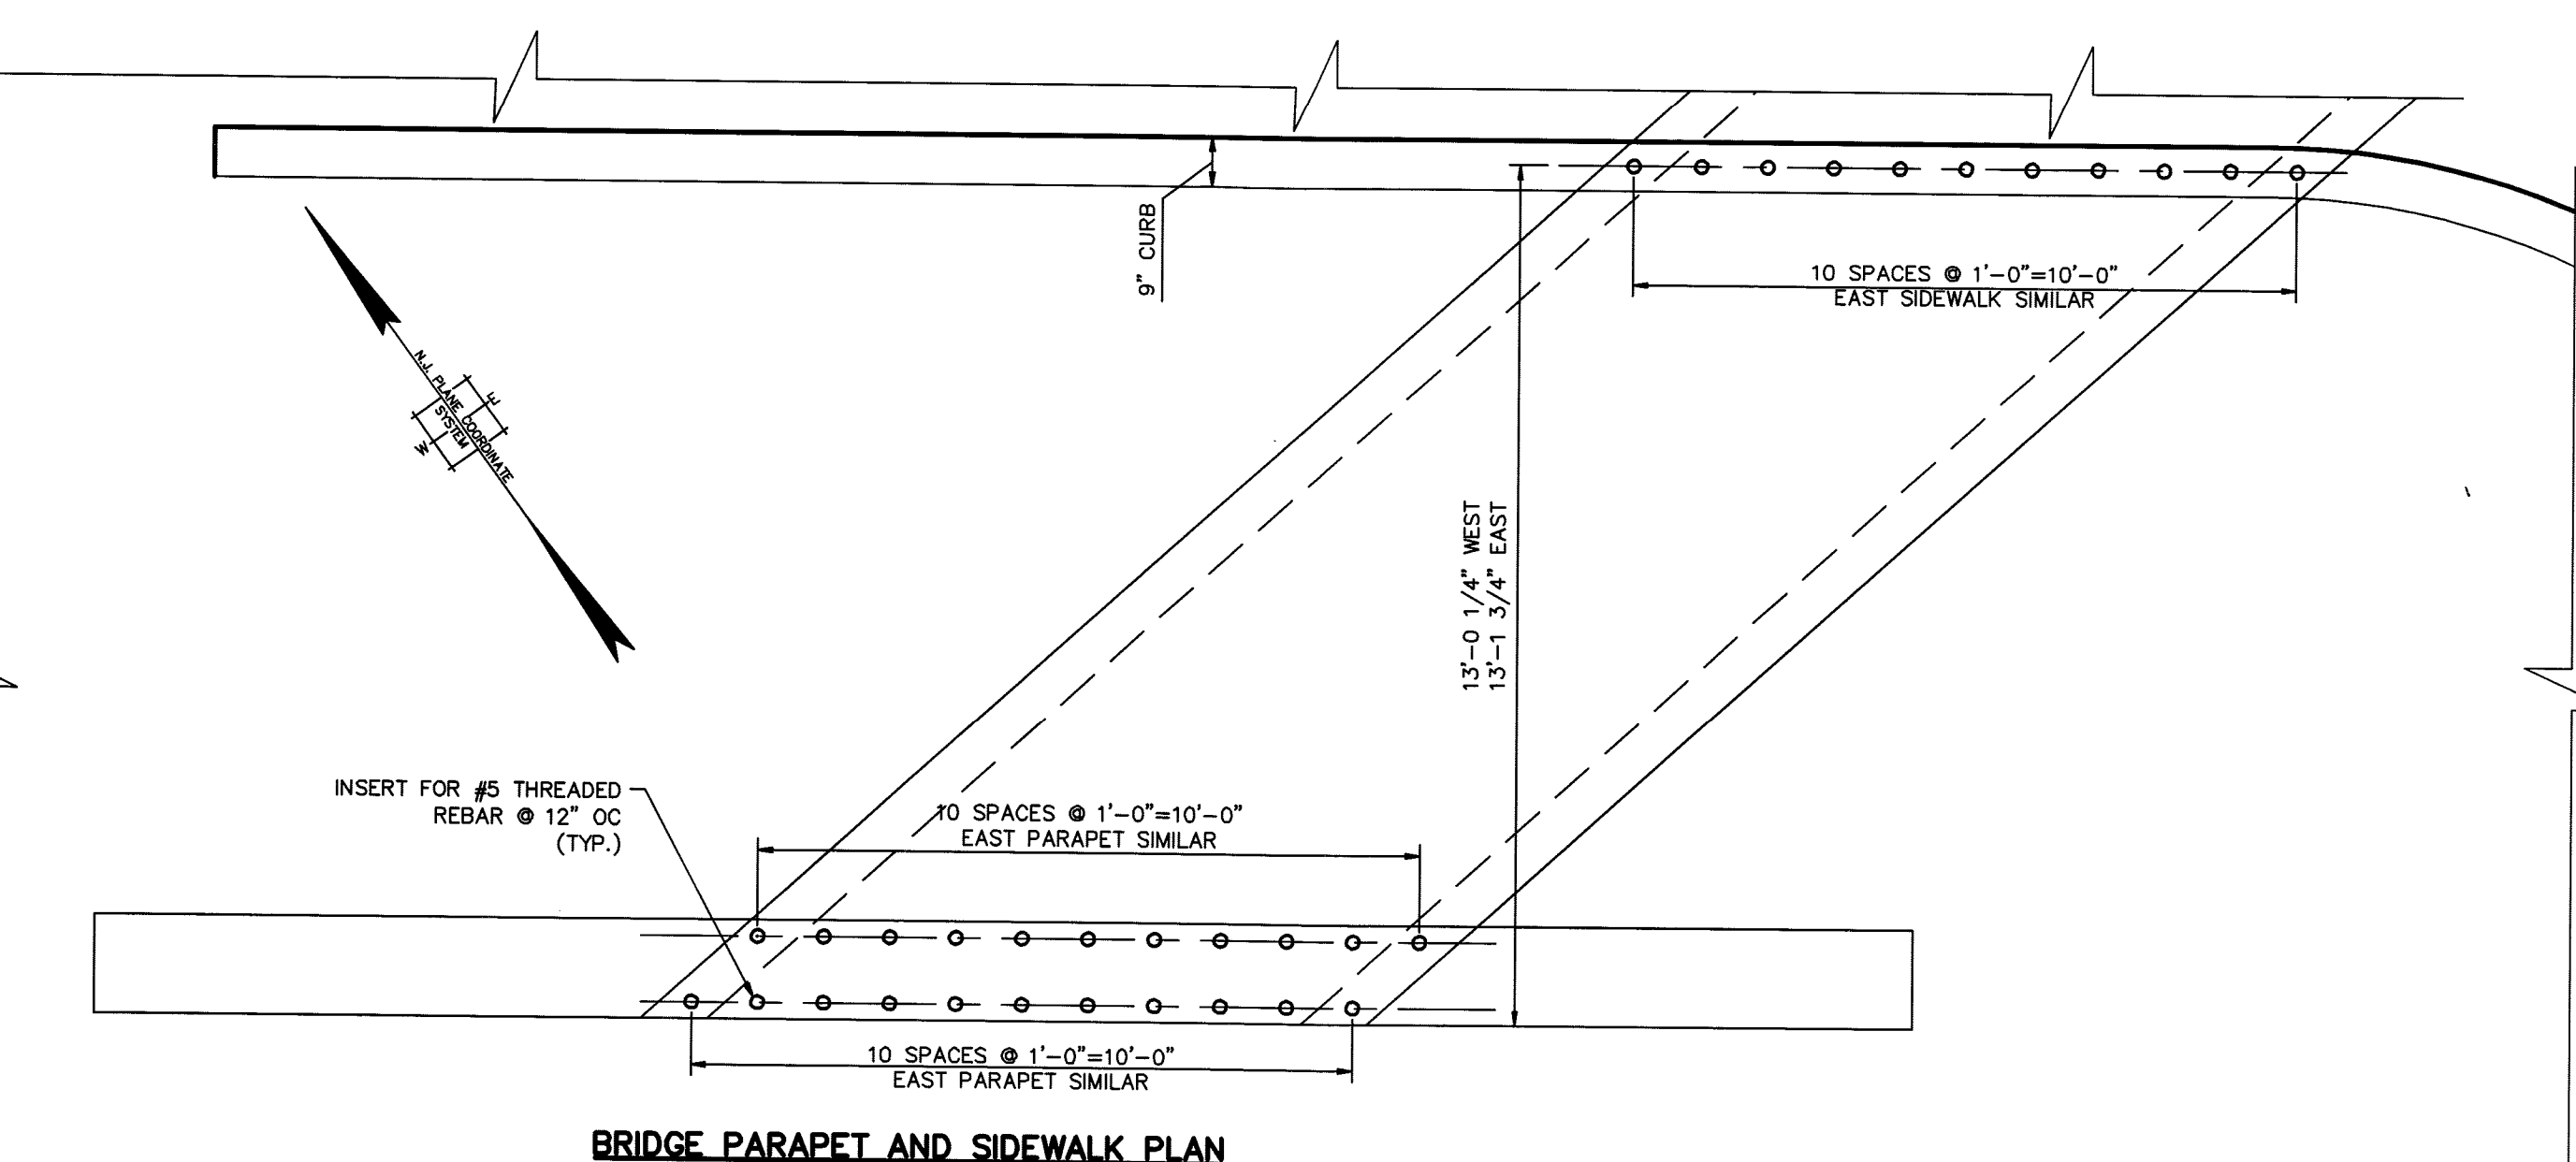 9" CURB
10 SPACES @ 1'-0"=10'-0"
EAST SIDEWALK SIMILAR
N.J. PLANE COORDINATE
SYSTEM
E
W
13'-0 1/4" WEST
13'-1 3/4" EAST
INSERT FOR #5 THREADED
REBAR @ 12" OC
(TYP.)
10 SPACES @ 1'-0"=10'-0"
EAST PARAPET SIMILAR
10 SPACES @ 1'-0"=10'-0"
EAST PARAPET SIMILAR
BRIDGE PARAPET AND SIDEWALK PLAN